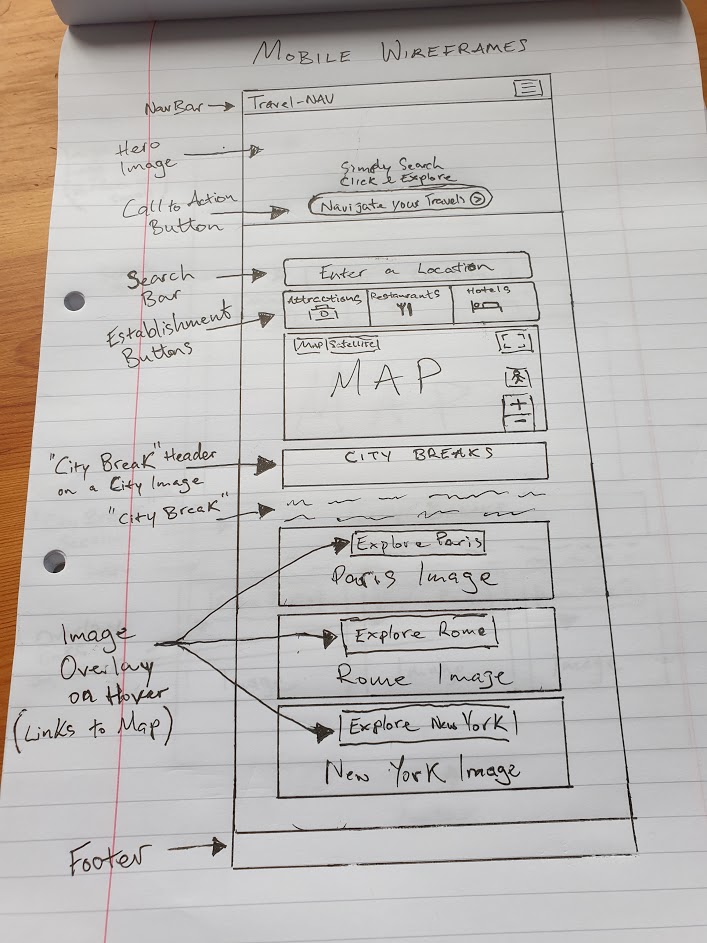 MOBILE WIREFRAMES
NavBar
Travel-NAV
Hero
Image
Simply Search
Click & Explore
Call to Action
Button
Navigate your Travels
Search
Bar
Enter a Location
Establishment
Buttons
Attractions
Restaurants
Hotels
Map
Satellite
MAP
+
-
"City Break" Header
on a City Image
CITY BREAKS
"City Break"
Explore Paris
Paris Image
Image
Overlay
on Hover
(Links to Map)
Explore Rome
Rome Image
Explore New York
New York Image
Footer